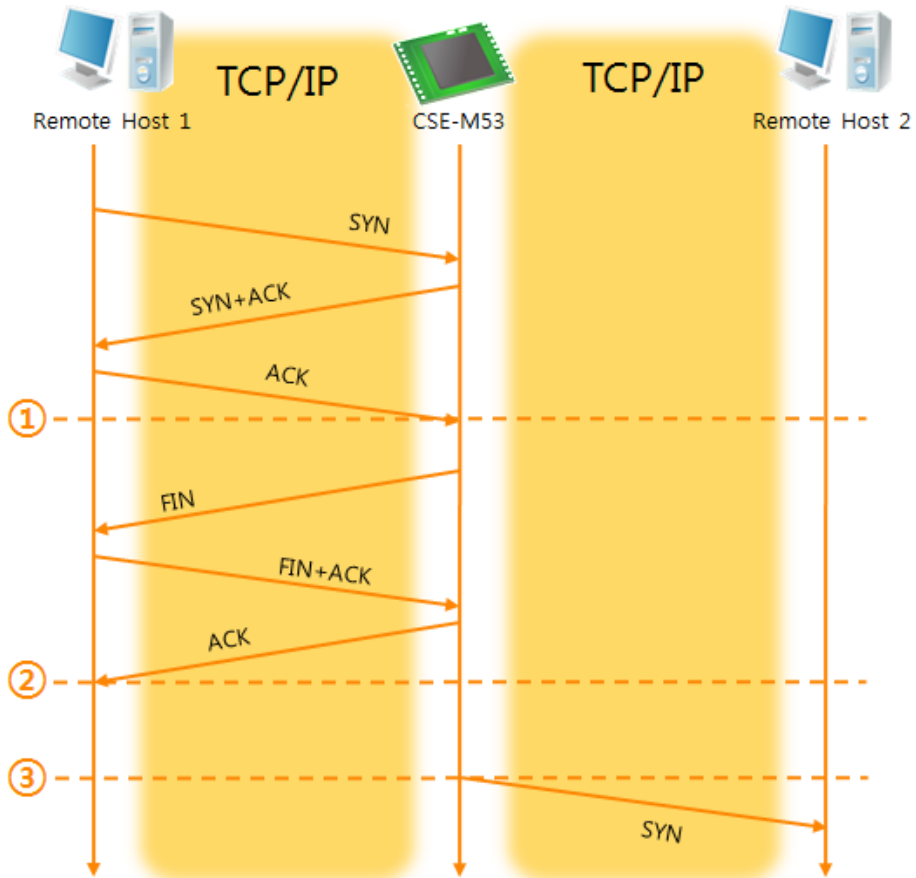 TCP/IP
TCP/IP
Remote Host 1
CSE-M53
Remote Host 2
SYN
SYN+ACK
ACK
①
FIN
FIN+ACK
ACK
②
③
SYN